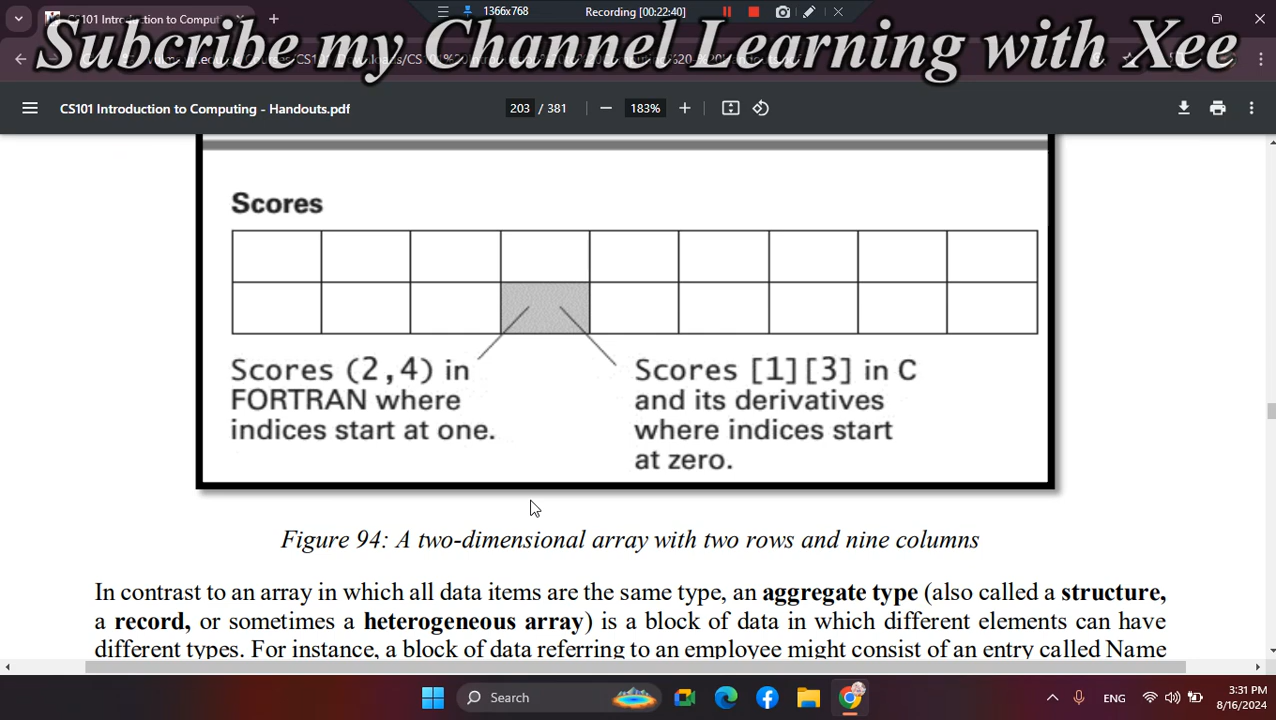 CS101 Introduction to Comput
1366x768
Recording [00:22:40]
Subcribe my Channel Learning with Xee
CS101 Introduction to Computing - Handouts.pdf
203 / 381
183%
Scores
Scores (2,4) in
FORTRAN where
indices start at one.
Scores [1][3] in C
and its derivatives
where indices start
at zero.
Figure 94: A two-dimensional array with two rows and nine columns
In contrast to an array in which all data items are the same type, an aggregate type (also called a structure,
a record, or sometimes a heterogeneous array) is a block of data in which different elements can have
different types. For instance, a block of data referring to an employee might consist of an entry called Name
Search
ENG
3:31 PM
8/16/2024